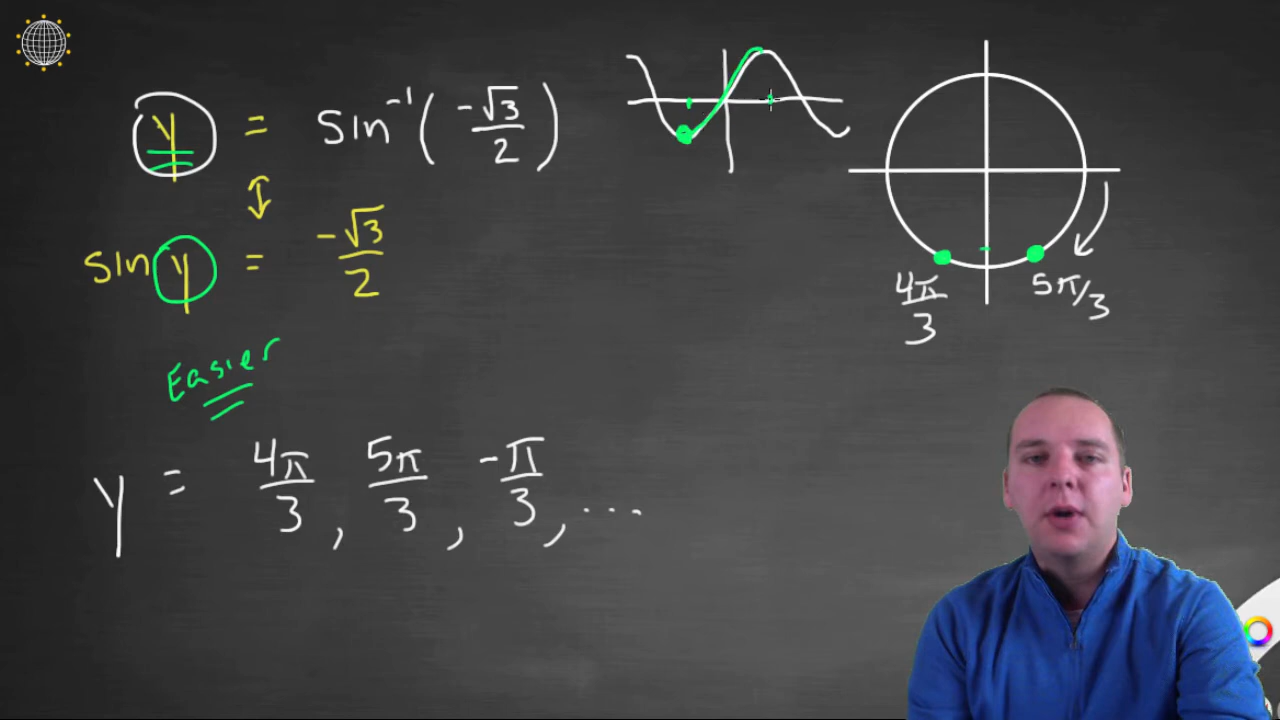 y = sin⁻¹(-√3/2)
sin y = -√3/2
4π/3
5π/3
Easier
y = 4π/3, 5π/3, -π/3, ...